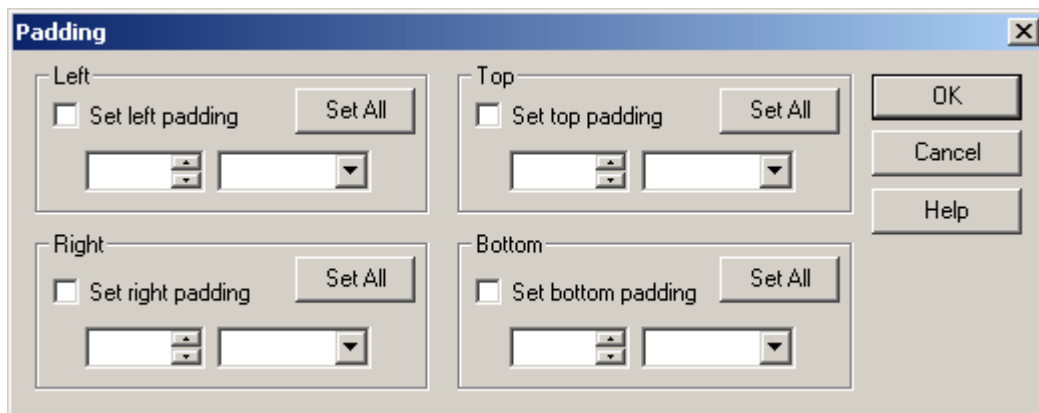 Padding
Left
Set left padding
Set All
Top
Set top padding
Set All
OK
Cancel
Help
Right
Set right padding
Set All
Bottom
Set bottom padding
Set All